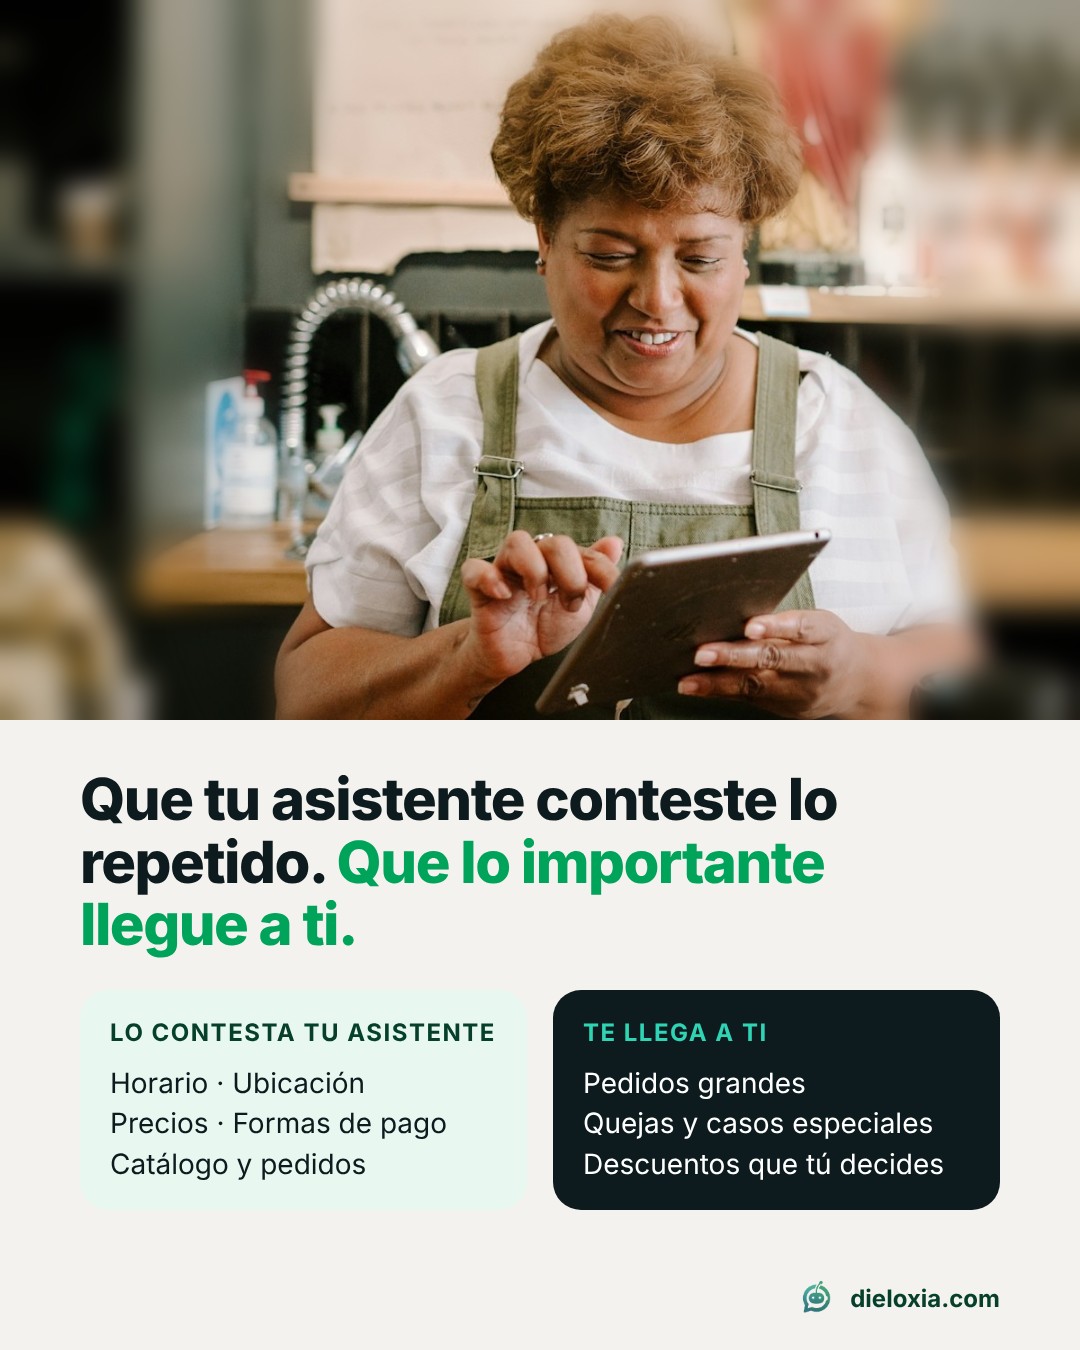 Que tu asistente conteste lo
repetido. Que lo importante
llegue a ti.
LO CONTESTA TU ASISTENTE
Horario · Ubicación
Precios · Formas de pago
Catálogo y pedidos
TE LLEGA A TI
Pedidos grandes
Quejas y casos especiales
Descuentos que tú decides
dieloxia.com